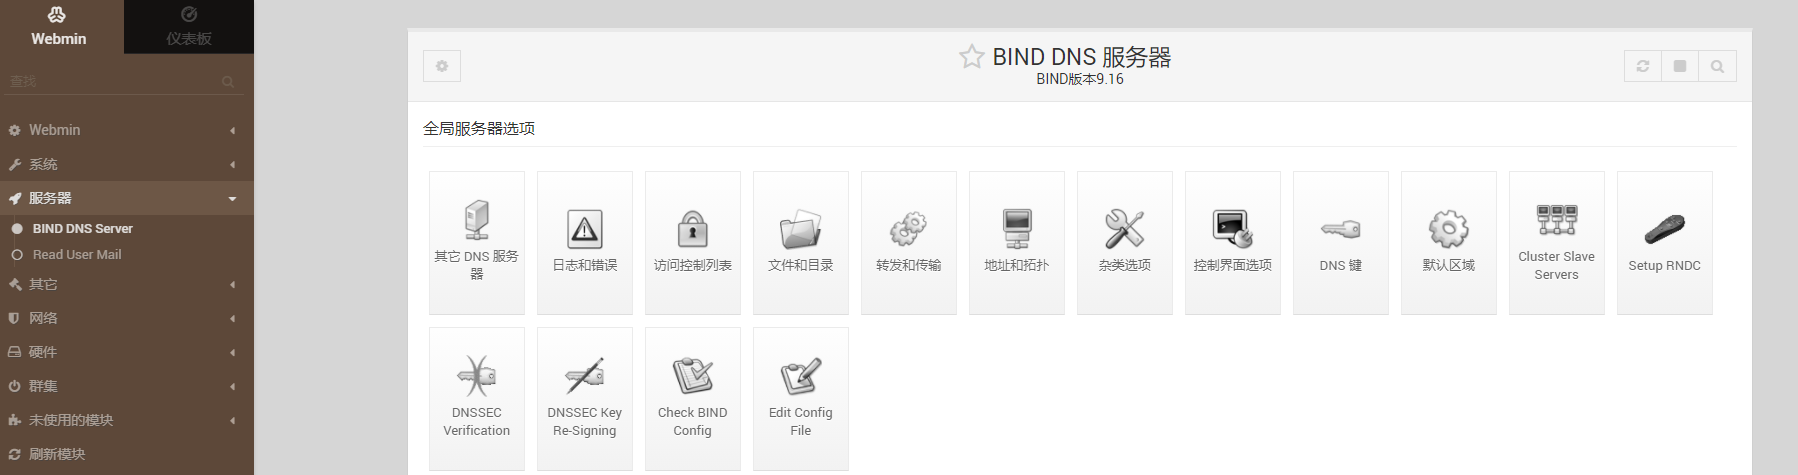 Webmin
仪表板
查找
Webmin
系统
服务器
BIND DNS Server
Read User Mail
其它
网络
硬件
群集
未使用的模块
刷新模块
BIND DNS 服务器
BIND版本9.16
全局服务器选项
其它 DNS 服务
器
日志和错误
访问控制列表
文件和目录
转发和传输
地址和拓扑
杂类选项
控制界面选项
DNS 键
默认区域
Cluster Slave
Servers
Setup RNDC
DNSSEC
Verification
DNSSEC Key
Re-Signing
Check BIND
Config
Edit Config
File